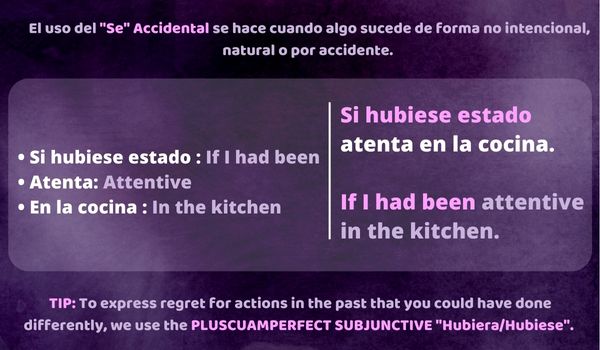 El uso del "Se" Accidental se hace cuando algo sucede de forma no intencional,
natural o por accidente.
• Si hubiese estado : If I had been
• Atenta: Attentive
• En la cocina : In the kitchen
Si hubiese estado
atenta en la cocina.
If I had been attentive
in the kitchen.
TIP: To express regret for actions in the past that you could have done
differently, we use the PLUSCUAMPERFECT SUBJUNCTIVE "Hubiera/Hubiese".